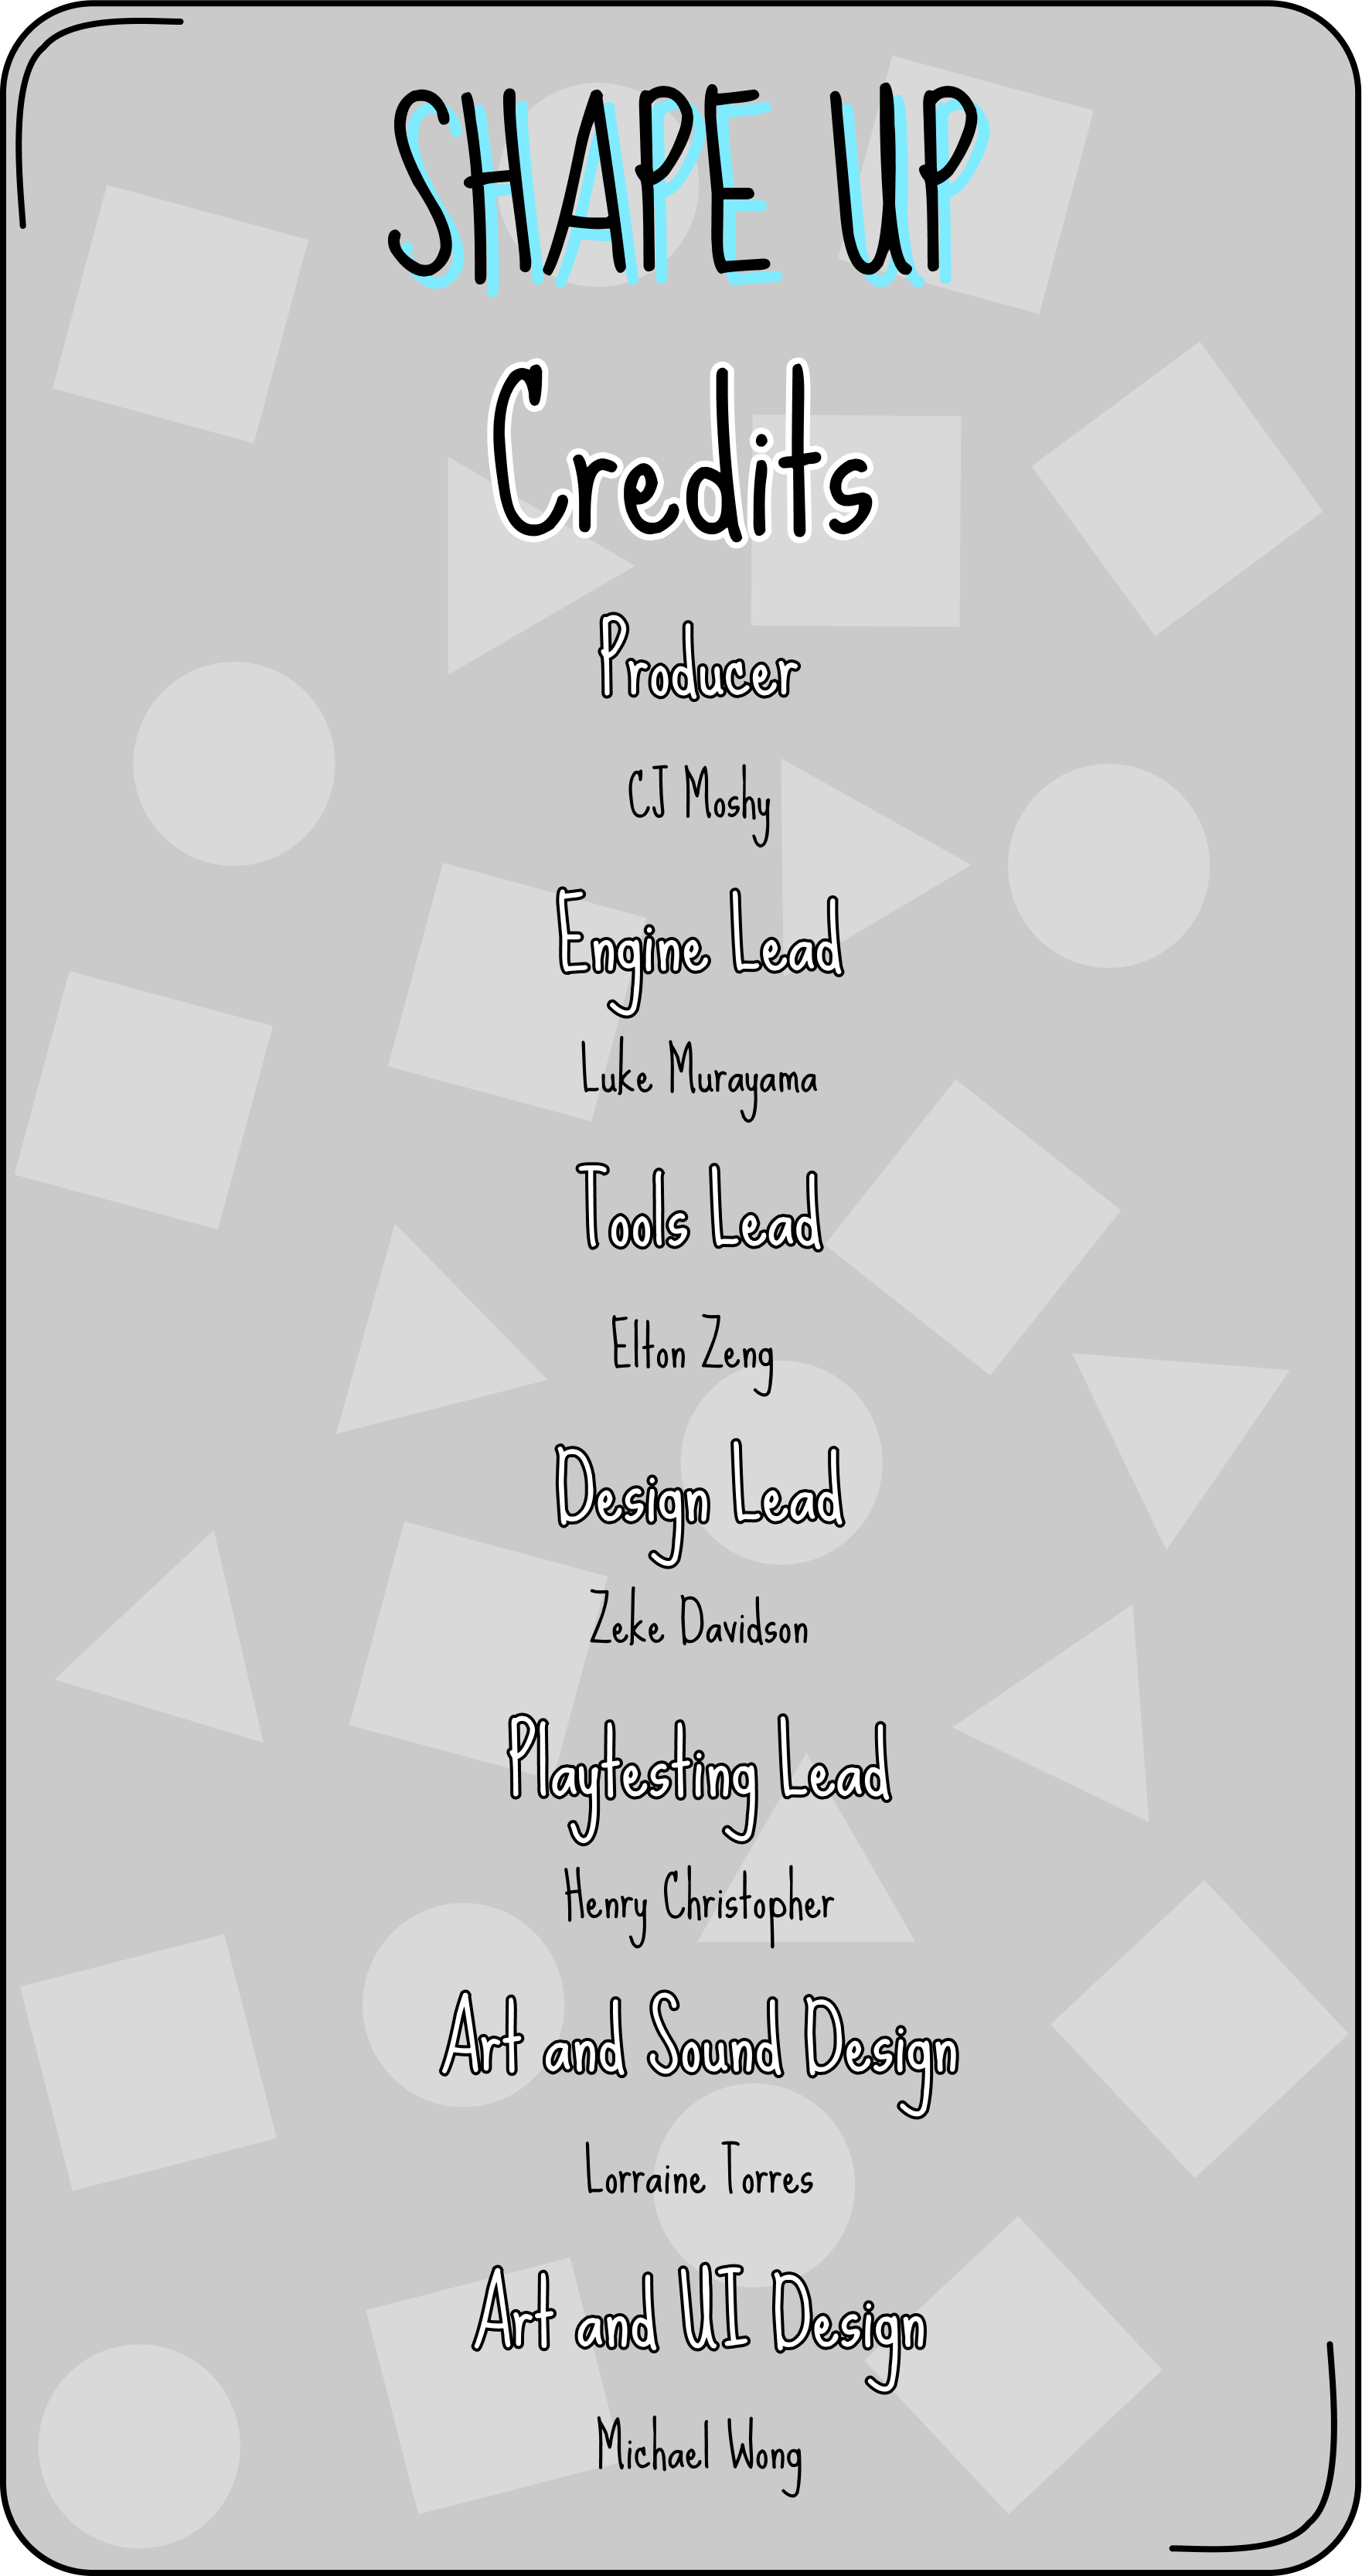 SHAPE UP
Credits
Producer
CJ Moshy
Engine Lead
Luke Murayama
Tools Lead
Elton Zeng
Design Lead
Zeke Davidson
Playtesting Lead
Henry Christopher
Art and Sound Design
Lorraine Torres
Art and UI Design
Michael Wong